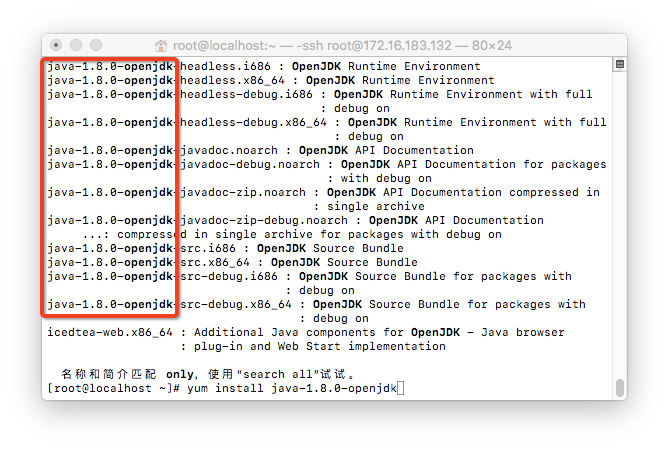 root@localhost:~ — -ssh root@172.16.183.132 — 80×24
java-1.8.0-openjdk-headless.i686 : OpenJDK Runtime Environment
java-1.8.0-openjdk-headless.x86_64 : OpenJDK Runtime Environment
java-1.8.0-openjdk-headless-debug.i686 : OpenJDK Runtime Environment with full
: debug on
java-1.8.0-openjdk-headless-debug.x86_64 : OpenJDK Runtime Environment with full
: debug on
java-1.8.0-openjdk-javadoc.noarch : OpenJDK API Documentation
java-1.8.0-openjdk-javadoc-debug.noarch : OpenJDK API Documentation for packages
: with debug on
java-1.8.0-openjdk-javadoc-zip.noarch : OpenJDK API Documentation compressed in
: single archive
java-1.8.0-openjdk-javadoc-zip-debug.noarch : OpenJDK API Documentation
...: compressed in single archive for packages with debug on
java-1.8.0-openjdk-src.i686 : OpenJDK Source Bundle
java-1.8.0-openjdk-src.x86_64 : OpenJDK Source Bundle
java-1.8.0-openjdk-src-debug.i686 : OpenJDK Source Bundle for packages with
: debug on
java-1.8.0-openjdk-src-debug.x86_64 : OpenJDK Source Bundle for packages with
: debug on
icedtea-web.x86_64 : Additional Java components for OpenJDK - Java browser
: plug-in and Web Start implementation
名称和简介匹配 only，使用“search all”试试。
[root@localhost ~]# yum install java-1.8.0-openjdk